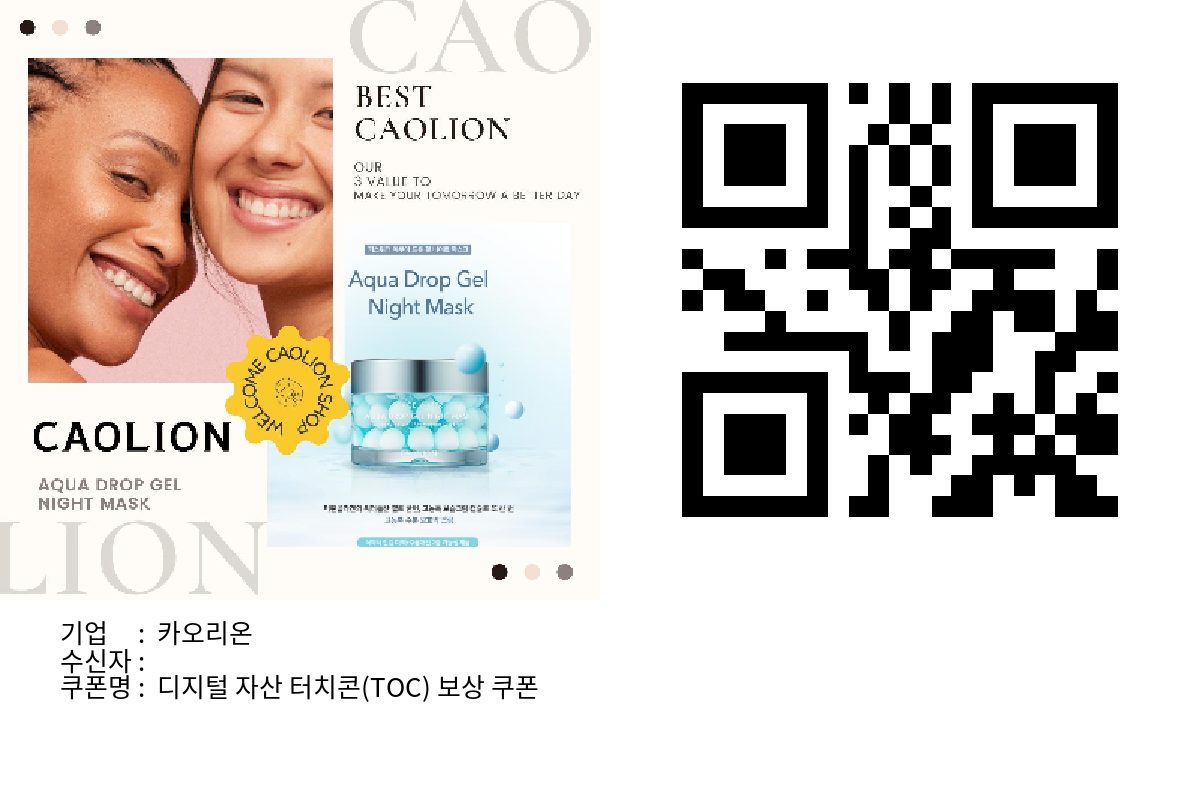 CAO
BEST
CAOLION
OUR
3 VALUE TO
MAKE YOUR TOMORROW A BETTER DAY
Aqua Drop Gel
Night Mask
WELCOME CAOLION SHOP
CAOLION
AQUA DROP GEL
NIGHT MASK
LION
기업 : 카오리온
수신자 :
쿠폰명 : 디지털 자산 터치콘(TOC) 보상 쿠폰